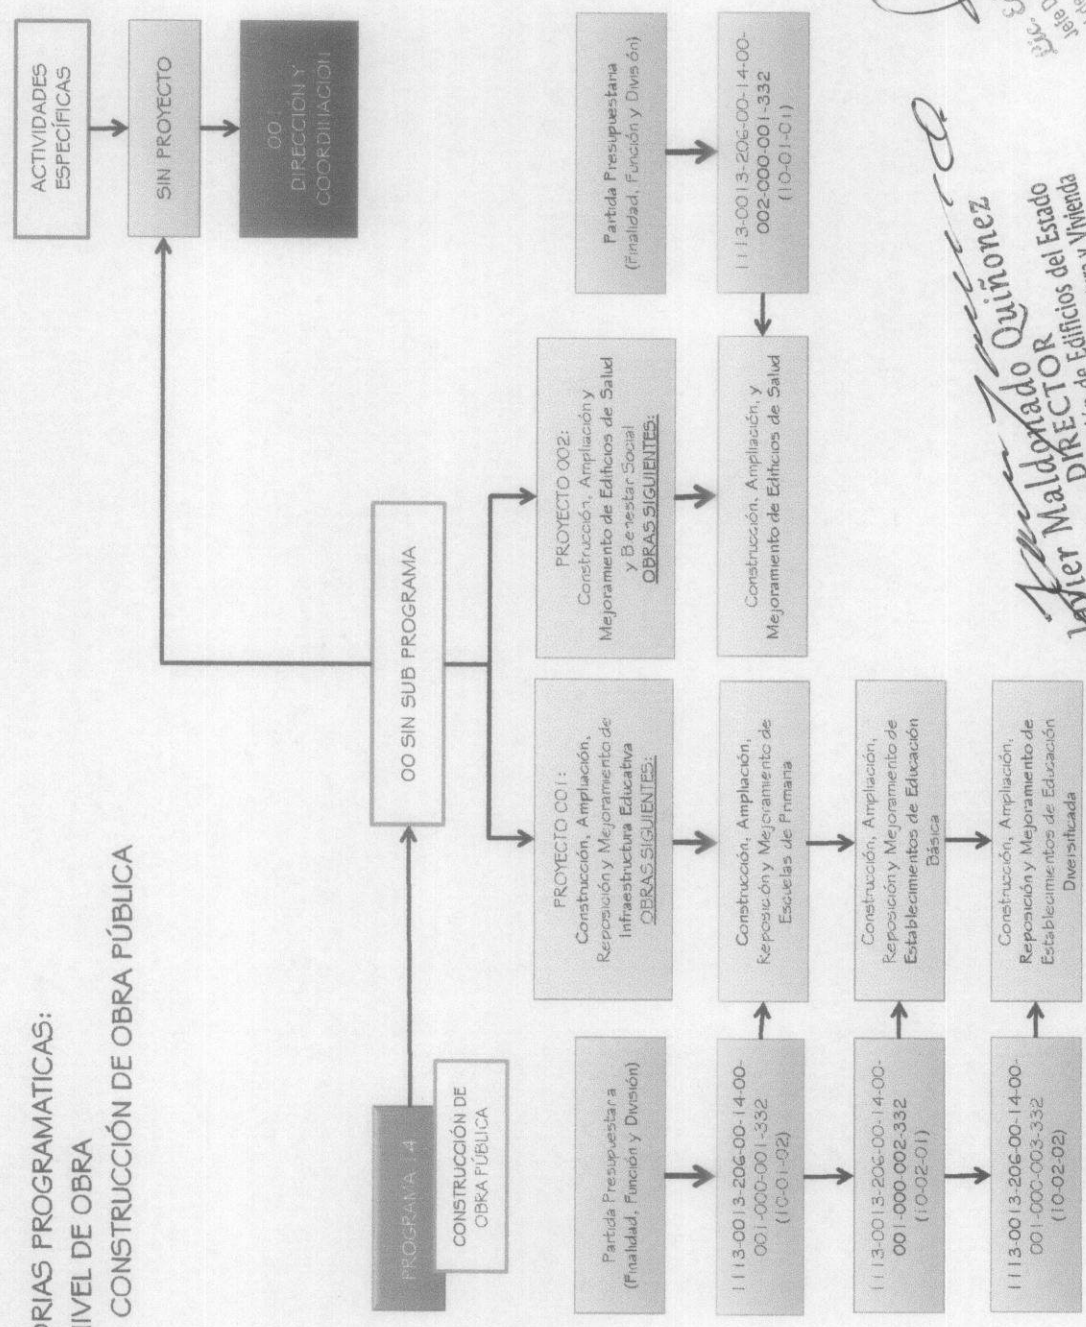 ORIAS PROGRAMATICAS:
NIVEL DE OBRA
CONSTRUCCIÓN DE OBRA PÚBLICA
ACTIVIDADES
ESPECÍFICAS
SIN PROYECTO
001
DIRECCIÓN Y
COORDINACIÓN
PROGRAMA 14
CONSTRUCCIÓN DE
OBRA PÚBLICA
00 SIN SUB PROGRAMA
Partida Presupuestaria
(Finalidad, Función y División)
1113-0013-206-00-14-00-
001-000-001-332
(10-01-02)
1113-0013-206-00-14-00-
001-000-002-332
(10-02-01)
1113-0013-206-00-14-00-
001-000-003-332
(10-02-02)
PROYECTO 001:
Construcción, Ampliación,
Reposición y Mejoramiento de
Infraestructura Educativa
OBRAS SIGUIENTES:
Construcción, Ampliación,
Reposición y Mejoramiento de
Escuelas de Primaria
Construcción, Ampliación,
Reposición y Mejoramiento de
Establecimientos de Educación
Básica
Construcción, Ampliación,
Reposición y Mejoramiento de
Establecimientos de Educación
Diversificada
PROYECTO 002:
Construcción, Ampliación y
Mejoramiento de Edificios de Salud
y Bienestar Social
OBRAS SIGUIENTES:
Construcción, Ampliación, y
Mejoramiento de Edificios de Salud
Partida Presupuestaria
(Finalidad, Función y División)
1113-0013-206-00-14-00-
002-000-001-332
(10-01-01)
Javier Maldonado Quiñonez
DIRECTOR
de Edificios del Estado
y Vivienda
Lic.
Jefe